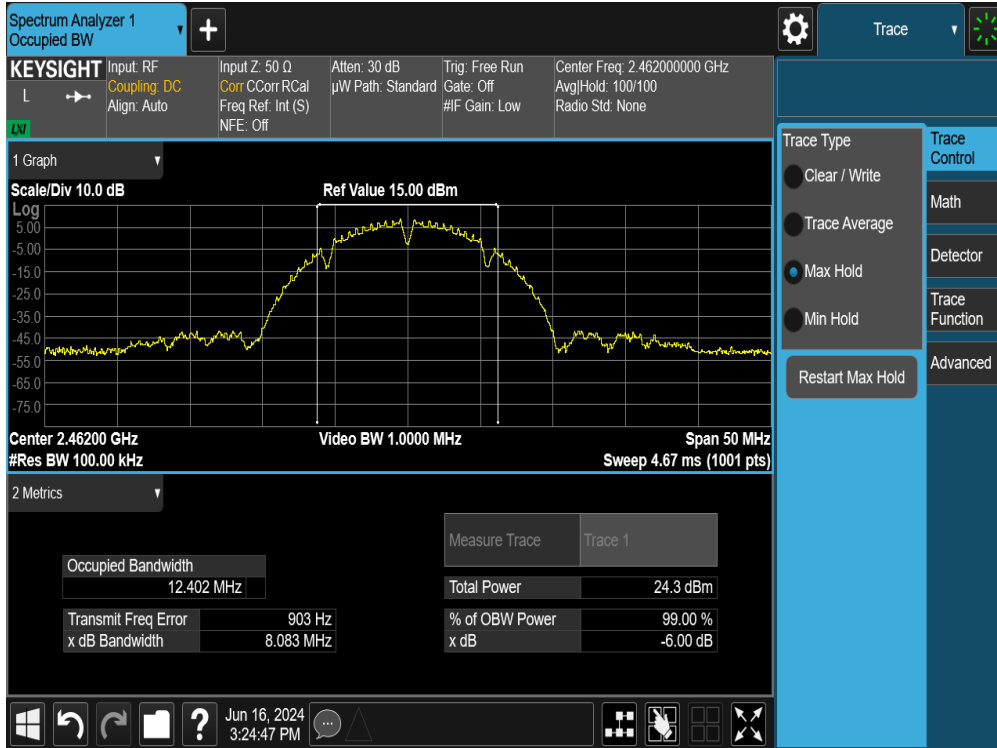 Spectrum Analyzer 1
Occupied BW
+
Trace
KEYSIGHT
L
LXI
Input: RF
Coupling: DC
Align: Auto
Input Z: 50 Ω
Corr CCorr RCal
Freq Ref: Int (S)
NFE: Off
Atten: 30 dB
µW Path: Standard
Trig: Free Run
Gate: Off
#IF Gain: Low
Center Freq: 2.462000000 GHz
Avg|Hold: 100/100
Radio Std: None
1 Graph
Scale/Div 10.0 dB
Ref Value 15.00 dBm
Log
5.00
-5.00
-15.0
-25.0
-35.0
-45.0
-55.0
-65.0
-75.0
Center 2.46200 GHz
Video BW 1.0000 MHz
Span 50 MHz
#Res BW 100.00 kHz
Sweep 4.67 ms (1001 pts)
2 Metrics
Measure Trace
Trace 1
Occupied Bandwidth
12.402 MHz
Total Power
24.3 dBm
Transmit Freq Error
903 Hz
% of OBW Power
99.00 %
x dB Bandwidth
8.083 MHz
x dB
-6.00 dB
Trace Type
Clear / Write
Trace Average
Max Hold
Min Hold
Restart Max Hold
Trace
Control
Math
Detector
Trace
Function
Advanced
?
Jun 16, 2024
3:24:47 PM